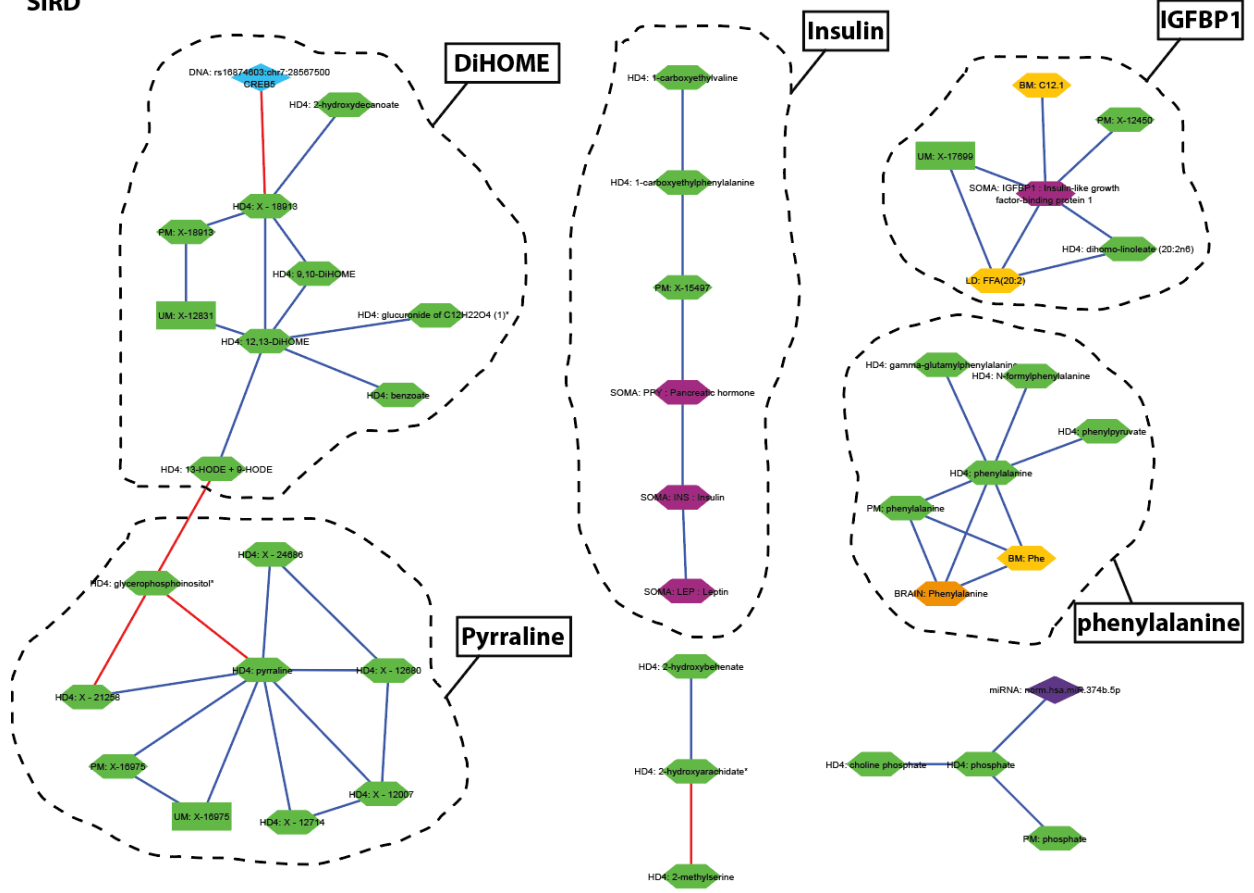 SIRD
DiHOME
DNA: rs16874603:chr7:28567500
CREB5
HD4: 2-hydroxydecanoate
HD4: X - 18913
PM: X-18913
HD4: 9,10-DiHOME
UM: X-12831
HD4: glucuronide of C12H22O4 (1)*
HD4: 12,13-DiHOME
HD4: benzoate
HD4: 13-HODE + 9-HODE
Pyrraline
HD4: X - 24686
HD4: glycerophosphoinositol*
HD4: pyrraline
HD4: X - 12680
HD4: X - 21258
PM: X-16975
UM: X-16975
HD4: X - 12714
HD4: X - 12007
Insulin
HD4: 1-carboxyethylvaline
HD4: 1-carboxyethylphenylalanine
PM: X-15497
SOMA: PPY : Pancreatic hormone
SOMA: INS : Insulin
SOMA: LEP : Leptin
HD4: 2-hydroxybehenate
HD4: 2-hydroxyarachidate*
HD4: 2-methylserine
IGFBP1
BM: C12.1
PM: X-12450
UM: X-17699
SOMA: IGFBP1 : Insulin-like growth
factor-binding protein 1
HD4: dihomo-linoleate (20:2n6)
LD: FFA(20:2)
phenylalanine
HD4: gamma-glutamylphenylalanine
HD4: N-formylphenylalanine
HD4: phenylpyruvate
HD4: phenylalanine
PM: phenylalanine
BM: Phe
BRAIN: Phenylalanine
miRNA: norm.hsa.miR.374b.5p
HD4: choline phosphate
HD4: phosphate
PM: phosphate